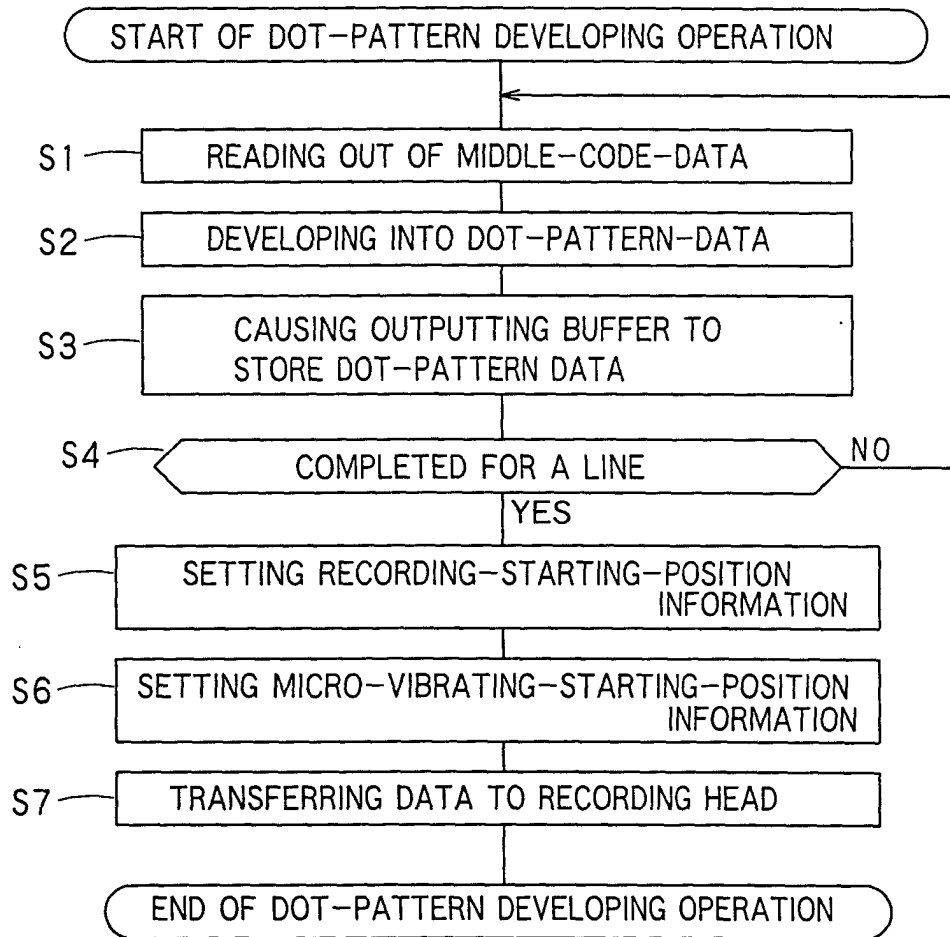 START OF DOT-PATTERN DEVELOPING OPERATION
S1
READING OUT OF MIDDLE-CODE-DATA
S2
DEVELOPING INTO DOT-PATTERN-DATA
S3
CAUSING OUTPUTTING BUFFER TO
STORE DOT-PATTERN DATA
S4
COMPLETED FOR A LINE
NO
YES
S5
SETTING RECORDING-STARTING-POSITION
INFORMATION
S6
SETTING MICRO-VIBRATING-STARTING-POSITION
INFORMATION
S7
TRANSFERRING DATA TO RECORDING HEAD
END OF DOT-PATTERN DEVELOPING OPERATION